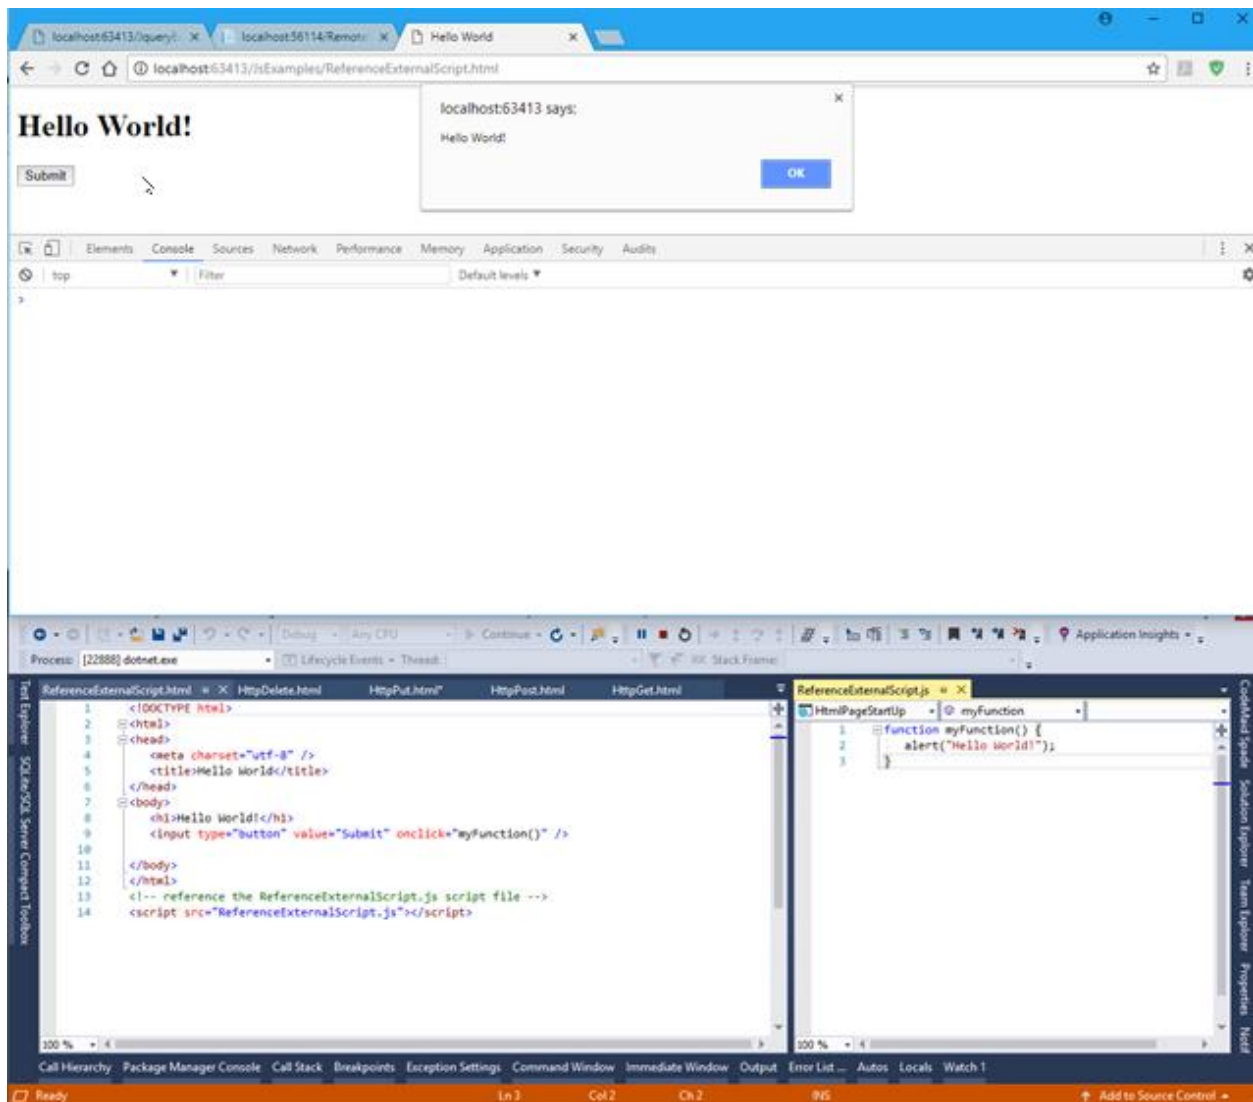 localhost:63413/Jquery/: localhost:56114/Remot Hello World
localhost:63413//JsExamples/ReferenceExternalScript.html
localhost:63413 says:
Hello World!
OK
Hello World!
Submit
Elements Console Sources Network Performance Memory Application Security Audits
top Filter Default levels
Debug Any CPU Continue Application Insights
Process: [22888] dotnet.exe Lifecycle Events Thread: Stack Frame:
ReferenceExternalScript.html HttpDelete.html HttpPut.html* HttpPost.html HttpGet.html
1 <!DOCTYPE html>
2 <html>
3 <head>
4 <meta charset="utf-8" />
5 <title>Hello World</title>
6 </head>
7 <body>
8 <h1>Hello World!</h1>
9 <input type="button" value="Submit" onclick="myFunction()" />
10
11 </body>
12 </html>
13 <!-- reference the ReferenceExternalScript.js script file -->
14 <script src="ReferenceExternalScript.js"></script>
100 %
ReferenceExternalScript.js
HtmlPageStartUp myFunction
1 function myFunction() {
2 alert("Hello World!");
3 }
100 %
Test Explorer SQLite/SQL Server Compact Toolbox
CodeMaid Spade Solution Explorer Team Explorer Properties Notif
Call Hierarchy Package Manager Console Call Stack Breakpoints Exception Settings Command Window Immediate Window Output Error List ... Autos Locals Watch 1
Ready Ln 3 Col 2 Ch 2 INS Add to Source Control